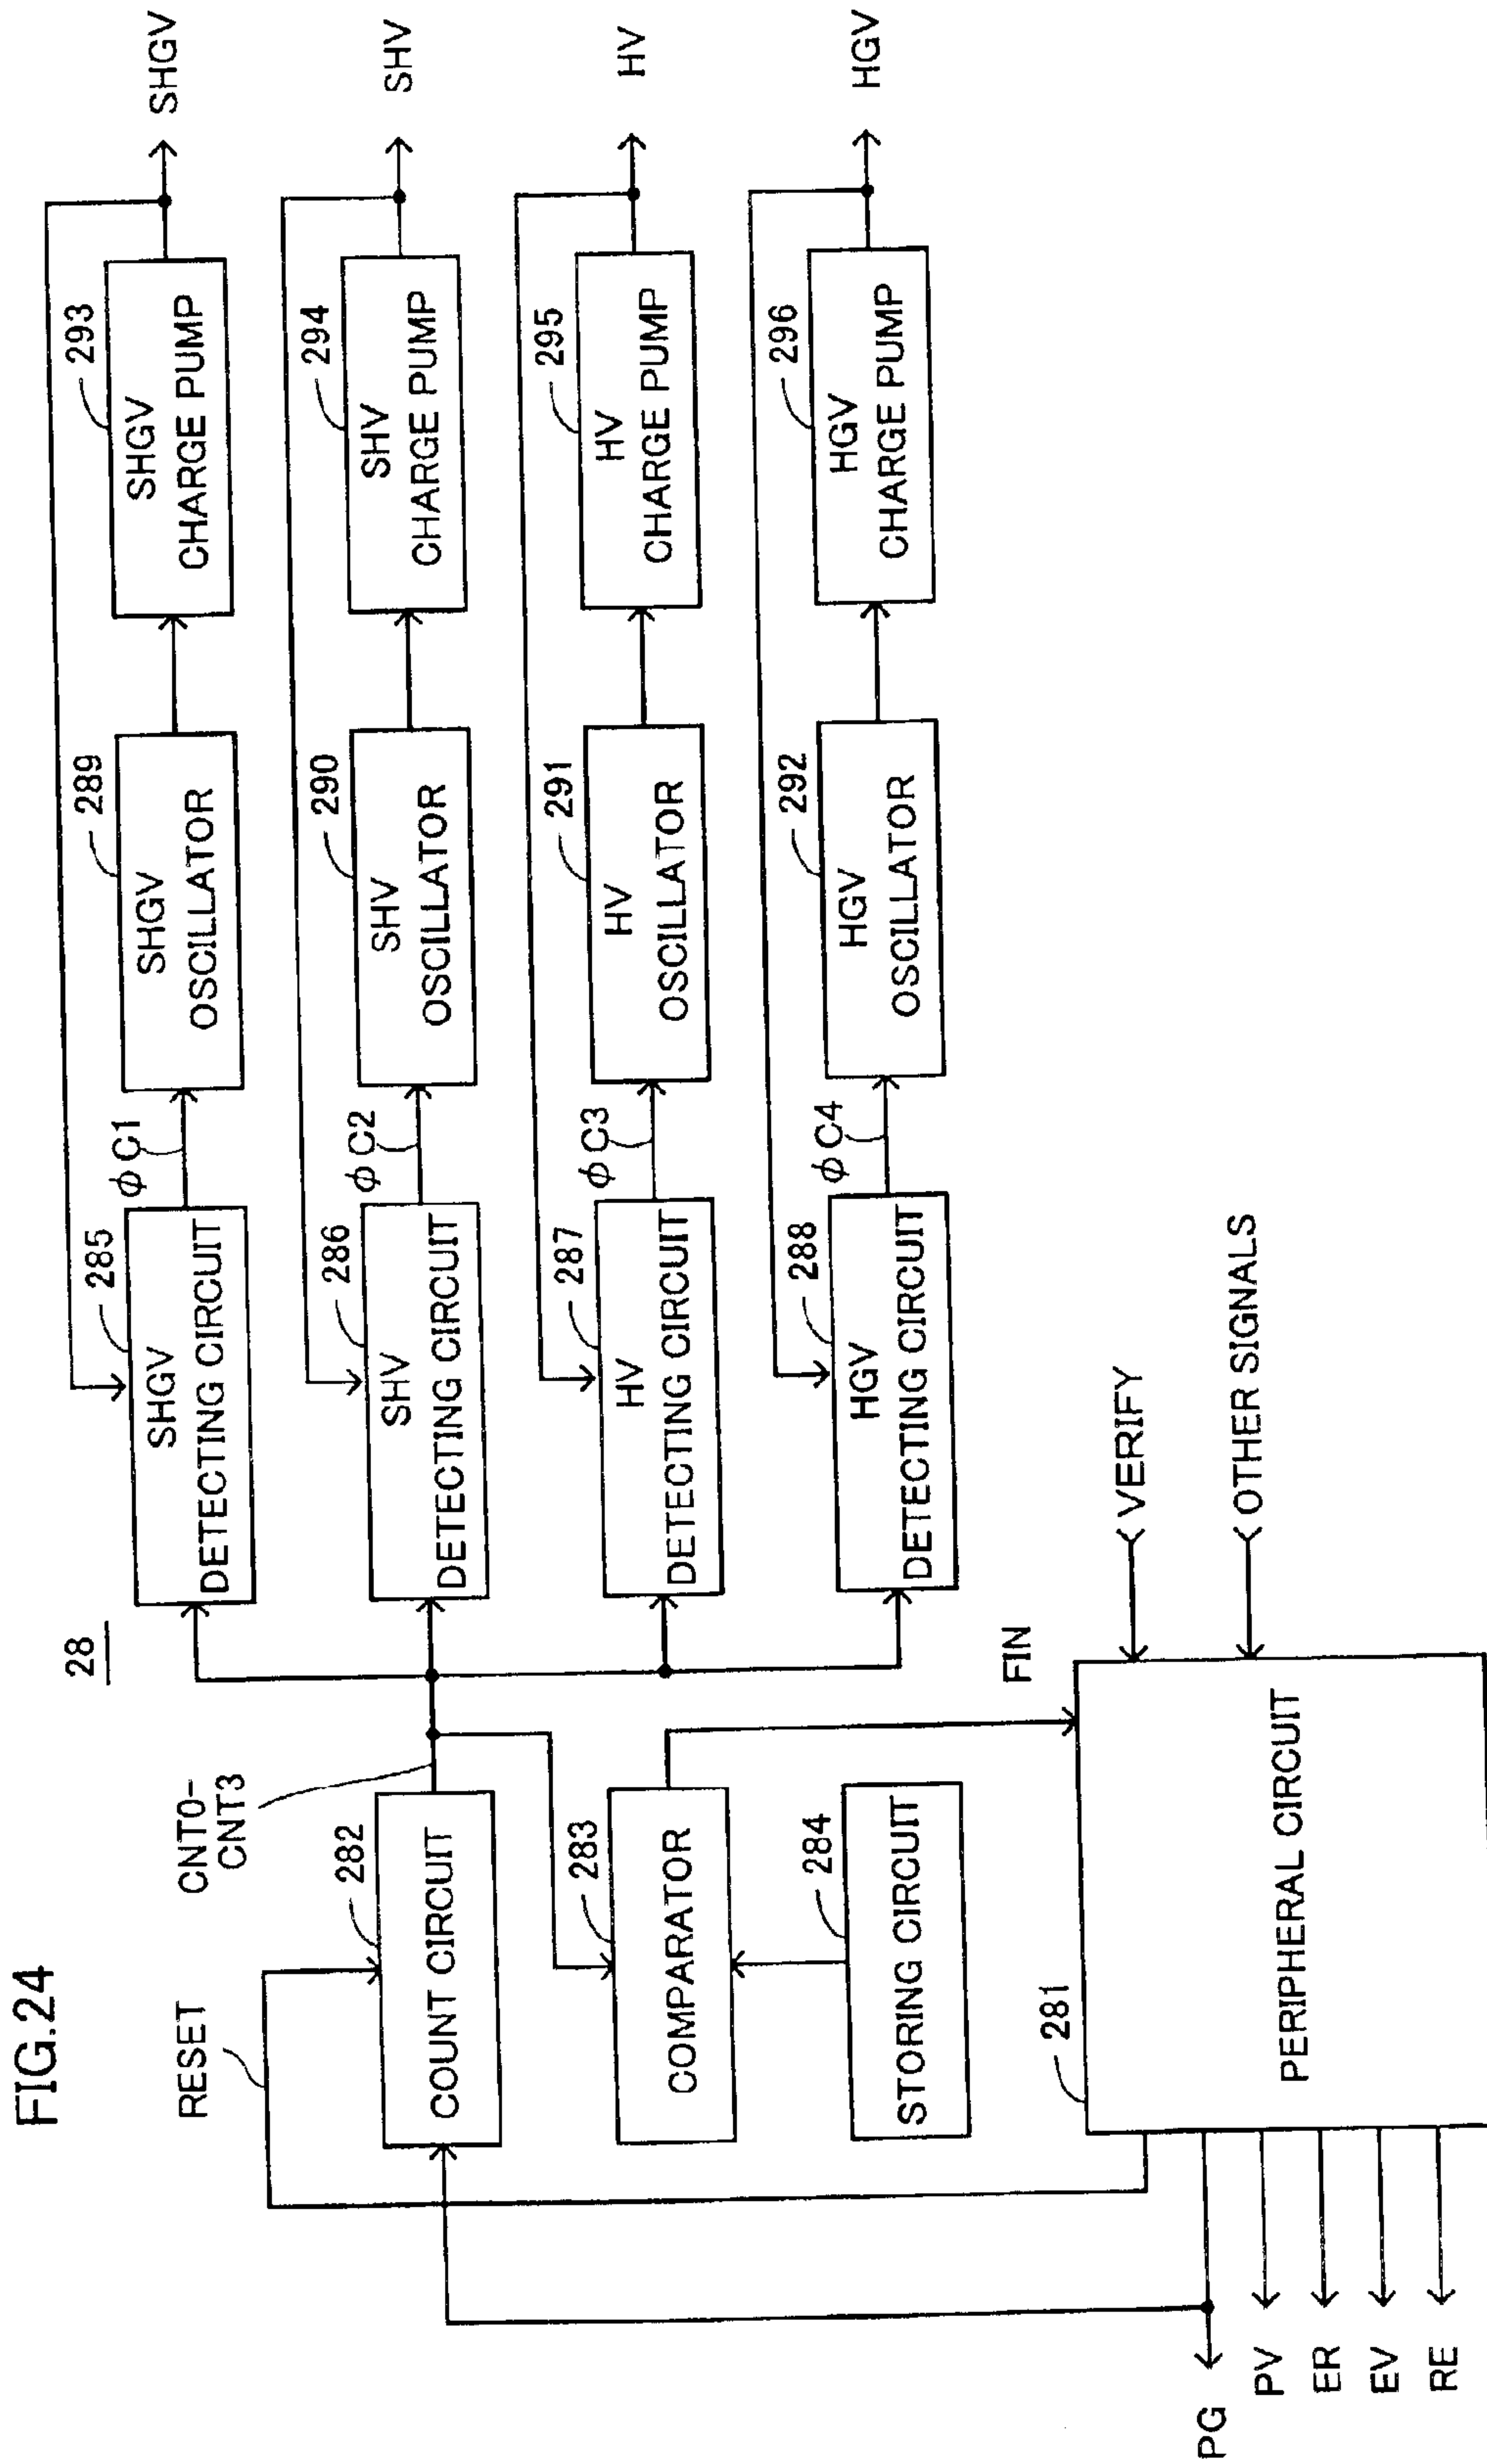 FIG.24
28
RESET
CNT0-
CNT3
282
COUNT CIRCUIT
283
COMPARATOR
284
STORING CIRCUIT
281
PERIPHERAL CIRCUIT
FIN
VERIFY
OTHER SIGNALS
PG
PV
ER
EV
RE
285
SHGV
DETECTING CIRCUIT
φC1
289
SHGV
OSCILLATOR
293
SHGV
CHARGE PUMP
SHGV
286
SHV
DETECTING CIRCUIT
φC2
290
SHV
OSCILLATOR
294
SHV
CHARGE PUMP
SHV
287
HV
DETECTING CIRCUIT
φC3
291
HV
OSCILLATOR
295
HV
CHARGE PUMP
HV
288
HGV
DETECTING CIRCUIT
φC4
292
HGV
OSCILLATOR
296
HGV
CHARGE PUMP
HGV